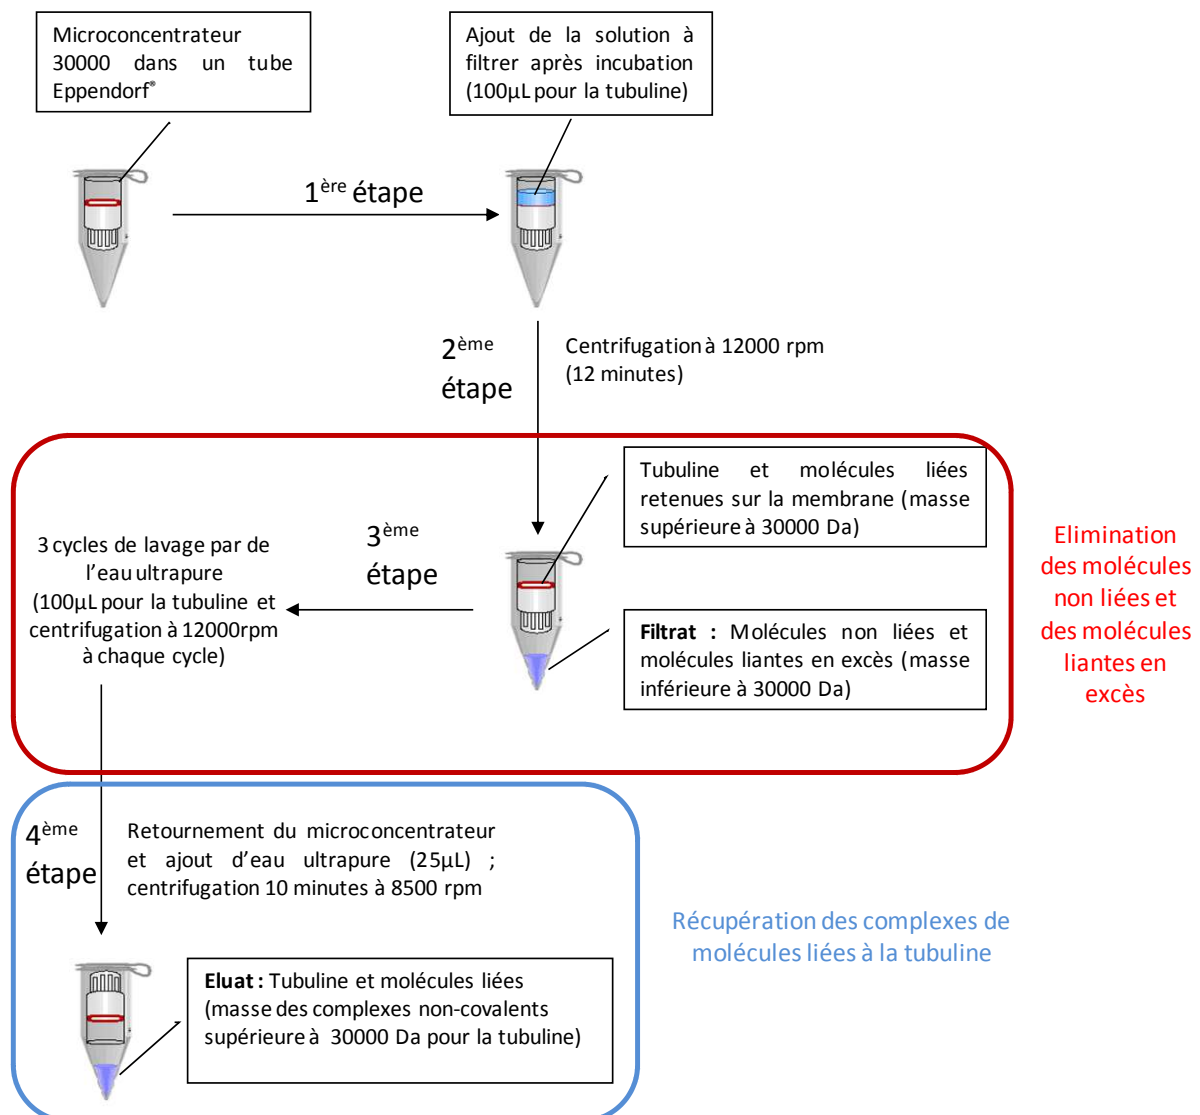 Microconcentrateur
30000 dans un tube
Eppendorf®
Ajout de la solution à
filtrer après incubation
(100µL pour la tubuline)
1ère étape
2ème
étape
Centrifugation à 12000 rpm
(12 minutes)
Tubuline et molécules liées
retenues sur la membrane (masse
supérieure à 30000 Da)
3ème
étape
3 cycles de lavage par de
l’eau ultrapure
(100µL pour la tubuline et
centrifugation à 12000rpm
à chaque cycle)
Filtrat : Molécules non liées et
molécules liantes en excès (masse
inférieure à 30000 Da)
Elimination
des molécules
non liées et
des molécules
liantes en
excès
4ème
étape
Retournement du microconcentrateur
et ajout d’eau ultrapure (25µL) ;
centrifugation 10 minutes à 8500 rpm
Récupération des complexes de
molécules liées à la tubuline
Eluat : Tubuline et molécules liées
(masse des complexes non-covalents
supérieure à 30000 Da pour la tubuline)